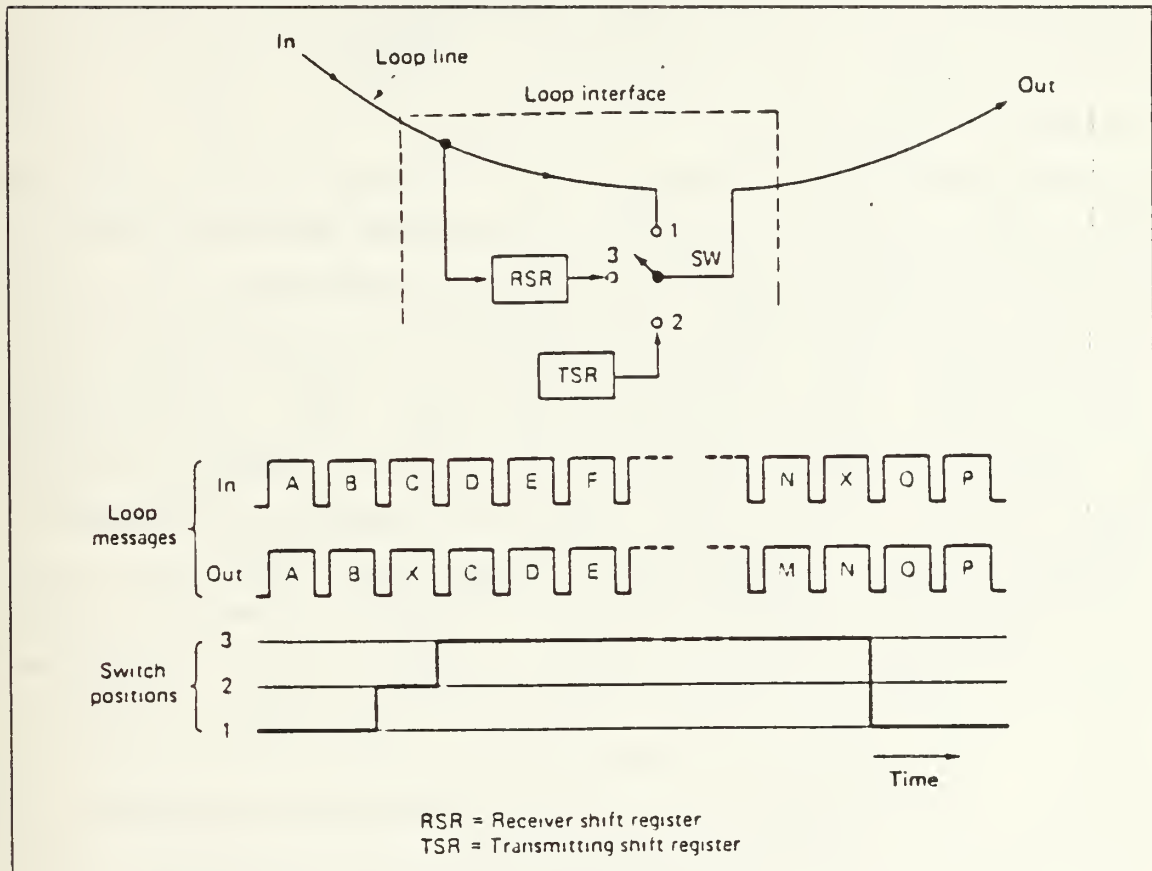 In
Loop line
Out
Loop interface
1
3
SW
RSR
2
TSR
Loop messages
In
A B C D E F N X O P
Out
A B X C D E M N O P
Switch positions
3
2
1
Time
RSR = Receiver shift register
TSR = Transmitting shift register